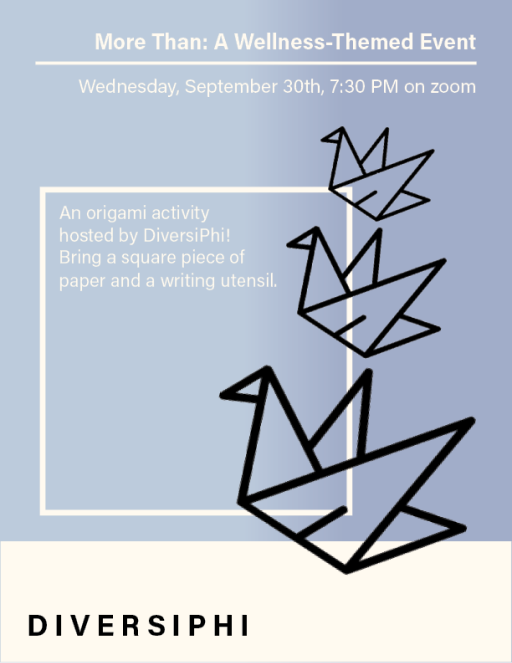 More Than: A Wellness-Themed Event
Wednesday, September 30th, 7:30 PM on zoom
An origami activity
hosted by DiversiPhi!
Bring a square piece of
paper and a writing utensil.
DIVERSIPHI